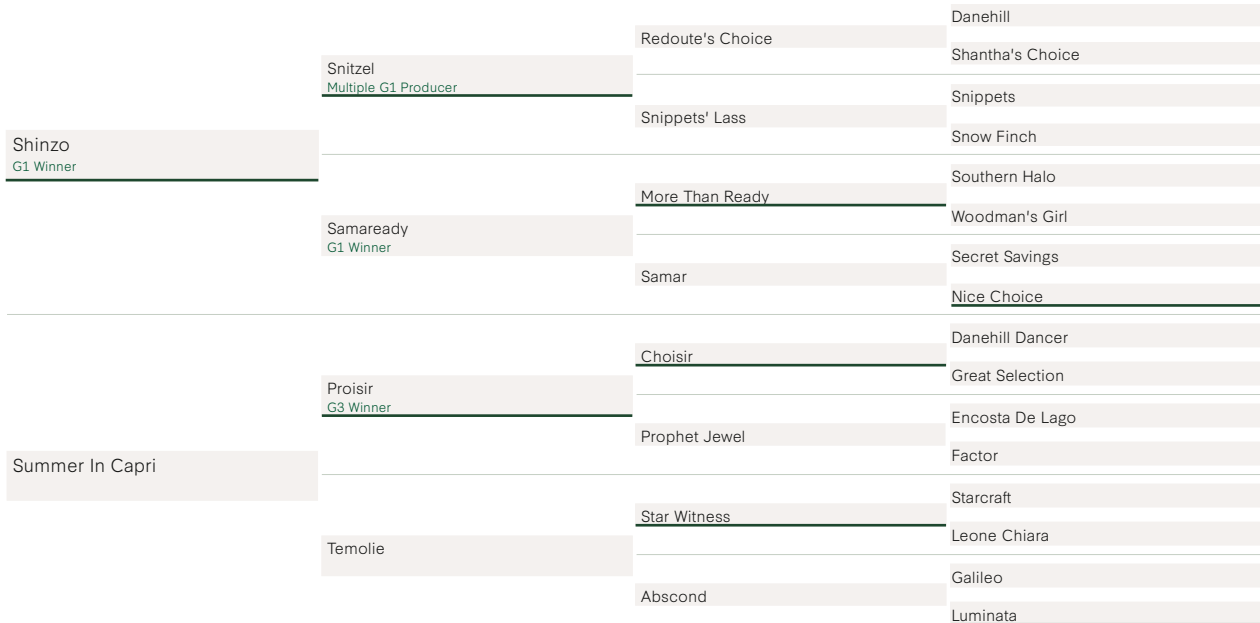 Shinzo
G1 Winner
Snitzel
Multiple G1 Producer
Redoute's Choice
Danehill
Shantha's Choice
Snippets' Lass
Snippets
Snow Finch
Samaready
G1 Winner
More Than Ready
Southern Halo
Woodman's Girl
Samar
Secret Savings
Nice Choice
Summer In Capri
Proisir
G3 Winner
Choisir
Danehill Dancer
Great Selection
Prophet Jewel
Encosta De Lago
Factor
Temolie
Star Witness
Starcraft
Leone Chiara
Abscond
Galileo
Luminata